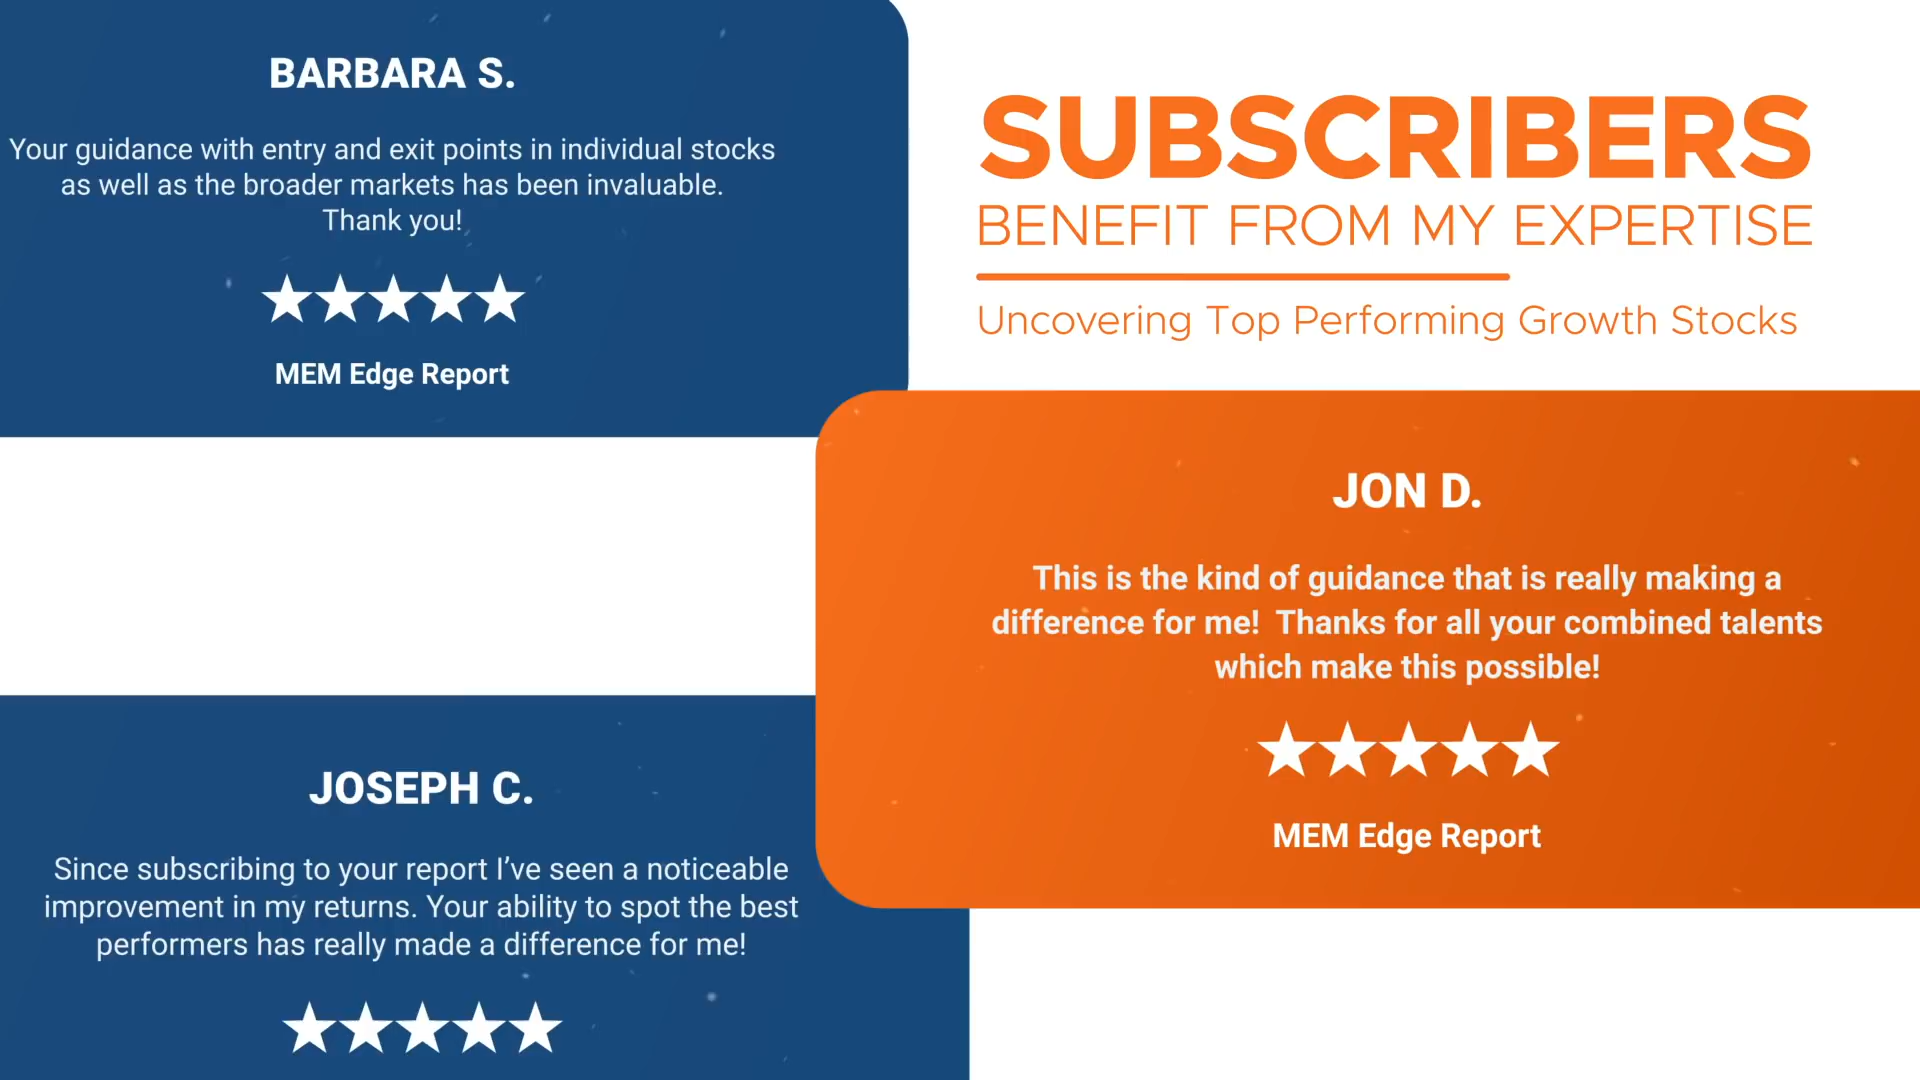 BARBARA S.
Your guidance with entry and exit points in individual stocks
as well as the broader markets has been invaluable.
Thank you!
MEM Edge Report
SUBSCRIBERS
BENEFIT FROM MY EXPERTISE
Uncovering Top Performing Growth Stocks
JON D.
This is the kind of guidance that is really making a
difference for me!  Thanks for all your combined talents
which make this possible!
MEM Edge Report
JOSEPH C.
Since subscribing to your report I’ve seen a noticeable
improvement in my returns. Your ability to spot the best
performers has really made a difference for me!